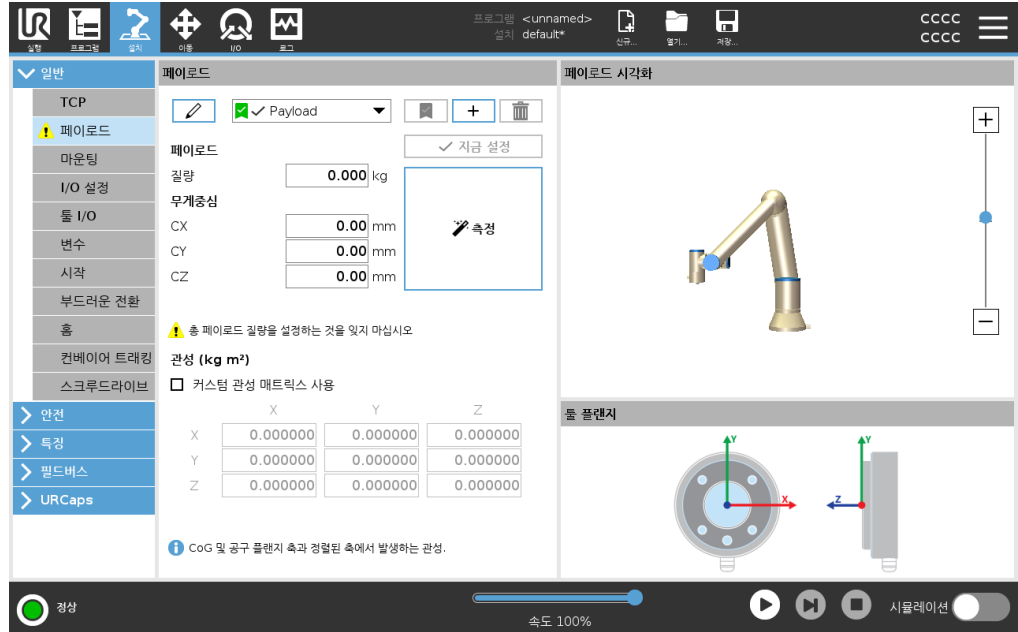 프로그램 <unnamed>
설치 default*
cccc
cccc
실행 프로그램 설치 이동 I/O 로그 신규... 열기... 저장...
일반
TCP
페이로드
마운팅
I/O 설정
툴 I/O
변수
시작
부드러운 전환
홈
컨베이어 트래킹
스크루드라이브
안전
특징
필드버스
URCaps
페이로드
Payload
페이로드
지금 설정
질량 0.000 kg
무게중심
CX 0.00 mm
CY 0.00 mm
CZ 0.00 mm
측정
총 페이로드 질량을 설정하는 것을 잊지 마십시오
관성 (kg m²)
커스텀 관성 매트릭스 사용
X Y Z
X 0.000000 0.000000 0.000000
Y 0.000000 0.000000 0.000000
Z 0.000000 0.000000 0.000000
CoG 및 공구 플랜지 축과 정렬된 축에서 발생하는 관성.
페이로드 시각화
툴 플랜지
Y
X
Y
Z
정상
속도 100%
시뮬레이션